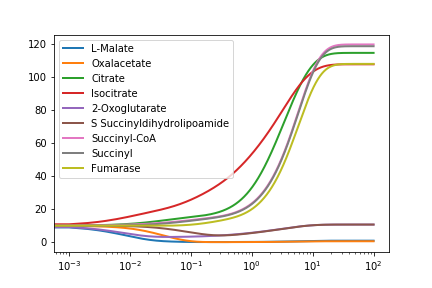 120
100
80
60
40
20
0
L-Malate
Oxalacetate
Citrate
Isocitrate
2-Oxoglutarate
S Succinyldihydrolipoamide
Succinyl-CoA
Succinyl
Fumarase
10⁻³ 10⁻² 10⁻¹ 10⁰ 10¹ 10²